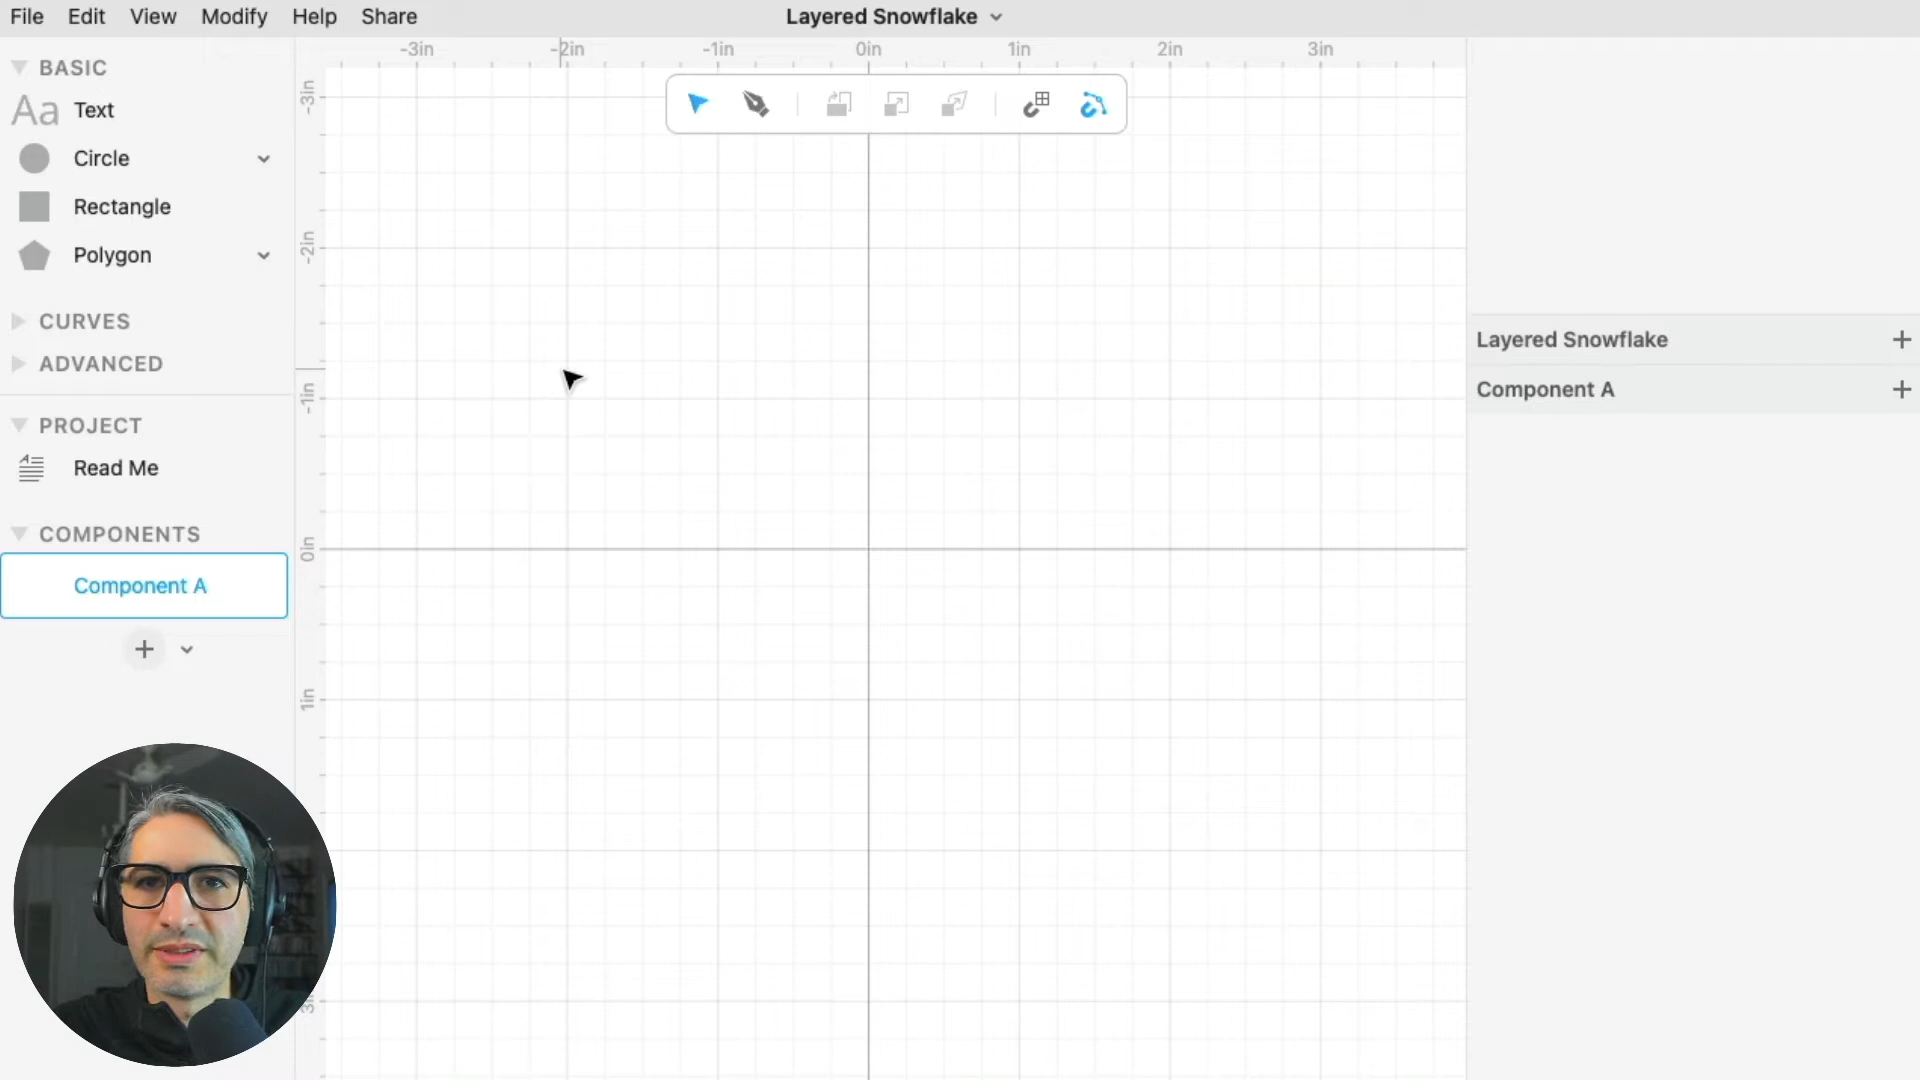 File Edit View Modify Help Share
Layered Snowflake
BASIC
Aa Text
Circle
Rectangle
Polygon
CURVES
ADVANCED
PROJECT
Read Me
COMPONENTS
Component A
-3in -2in -1in 0in 1in 2in 3in
-3in
-2in
-1in
0in
1in
Layered Snowflake
Component A